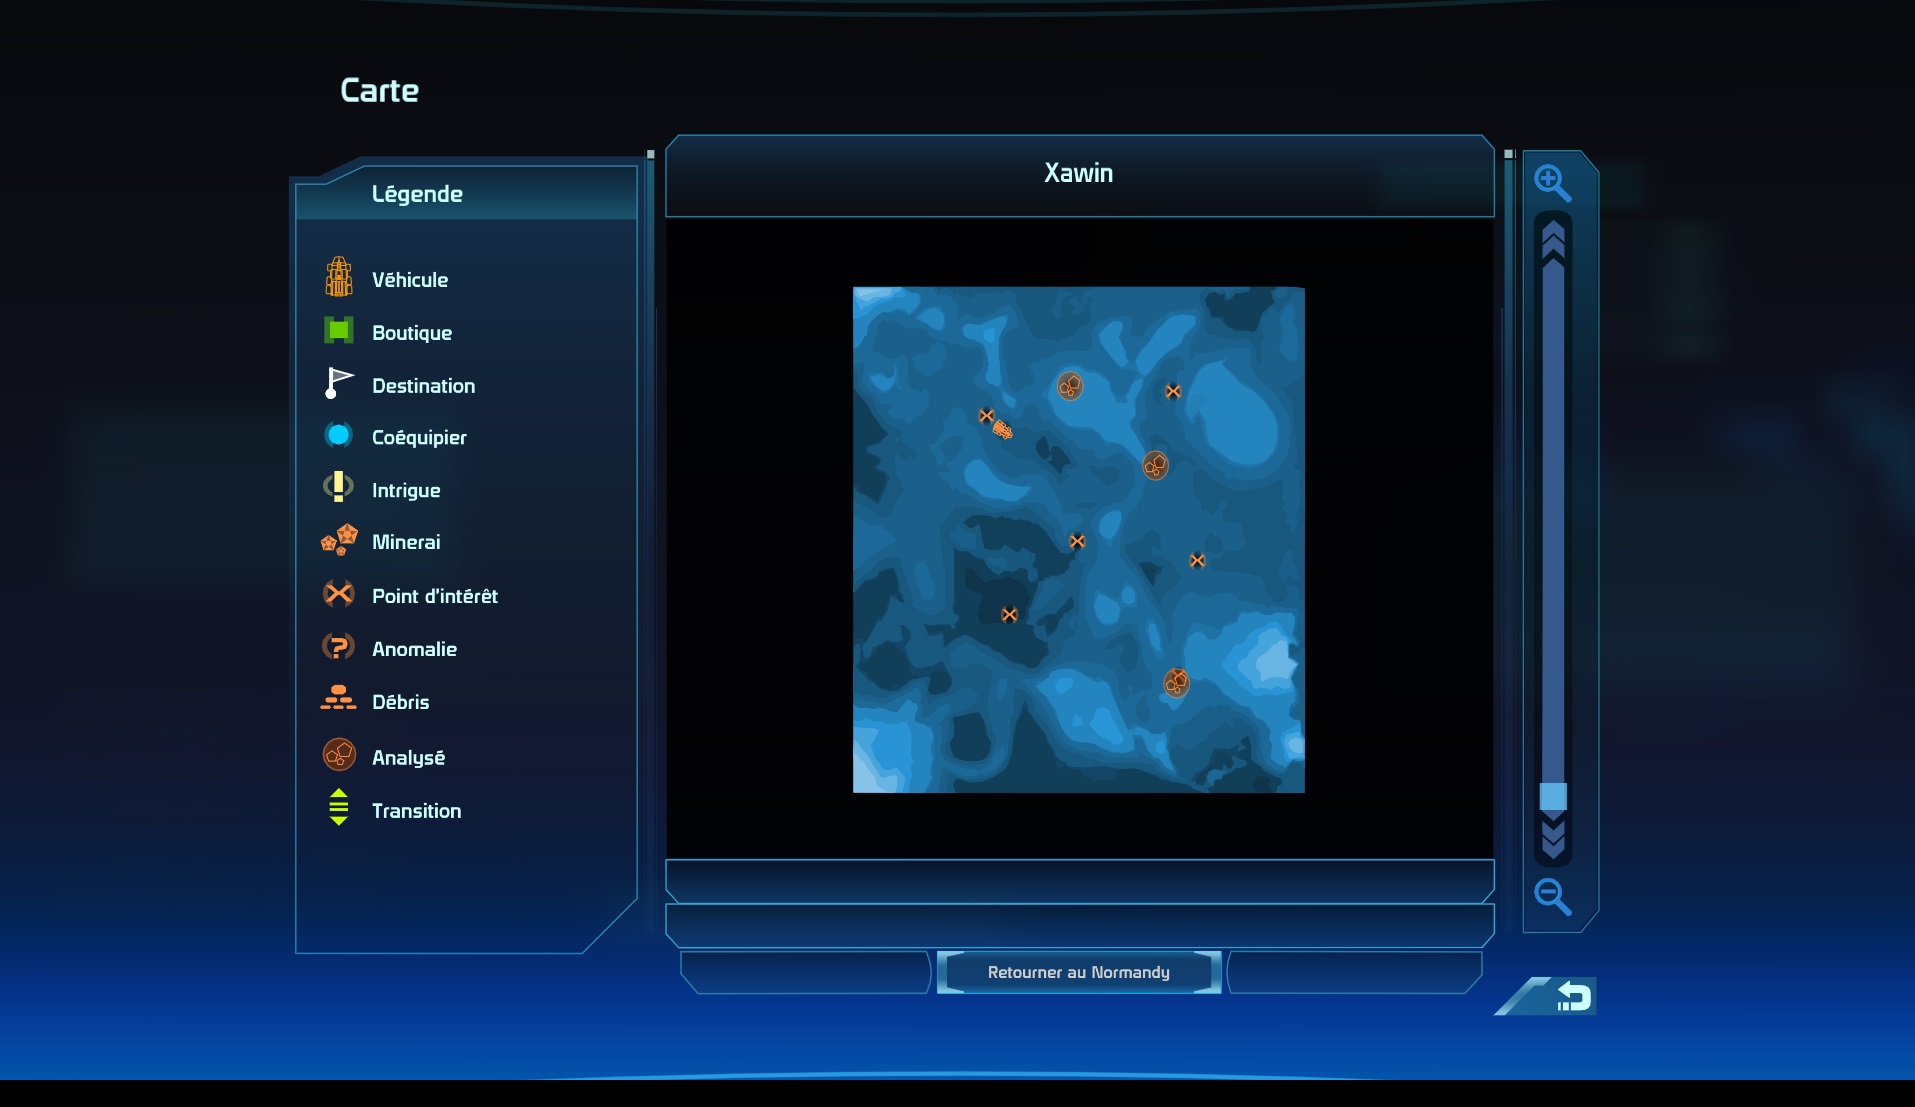 Carte
Légende
Véhicule
Boutique
Destination
Coéquipier
Intrigue
Minerai
Point d'intérêt
Anomalie
Débris
Analysé
Transition
Xawin
Retourner au Normandy